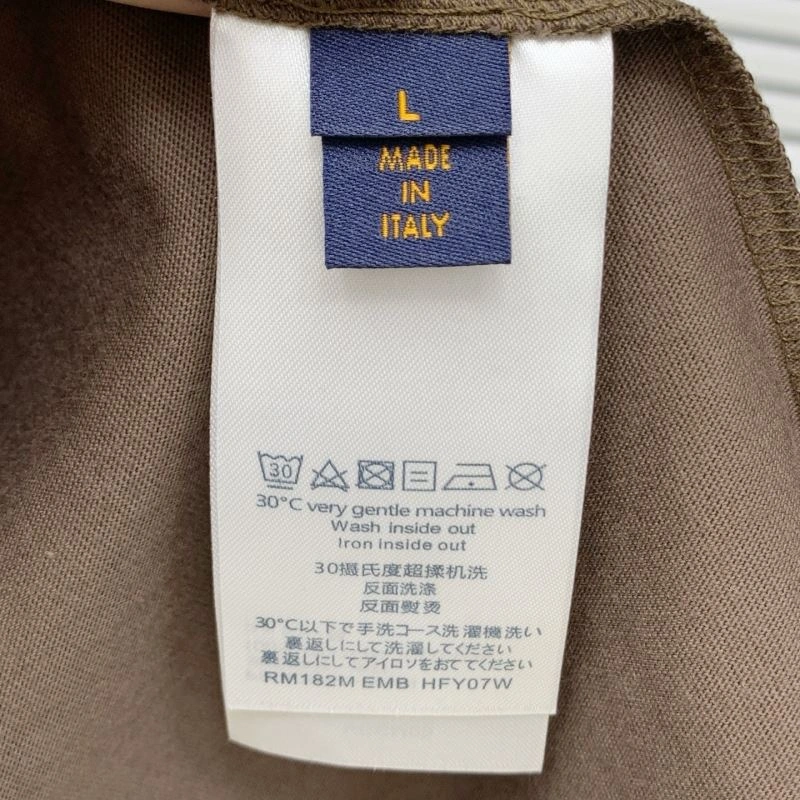 L
MADE
IN
ITALY
30
30°C very gentle machine wash
Wash inside out
Iron inside out
30摄氏度超揉机洗
反面洗涤
反面熨烫
30°C以下で手洗コース洗濯機洗い
裏返しにして洗濯してください
裏返しにしてアイロソをおててください
RM182M EMB HFY07W